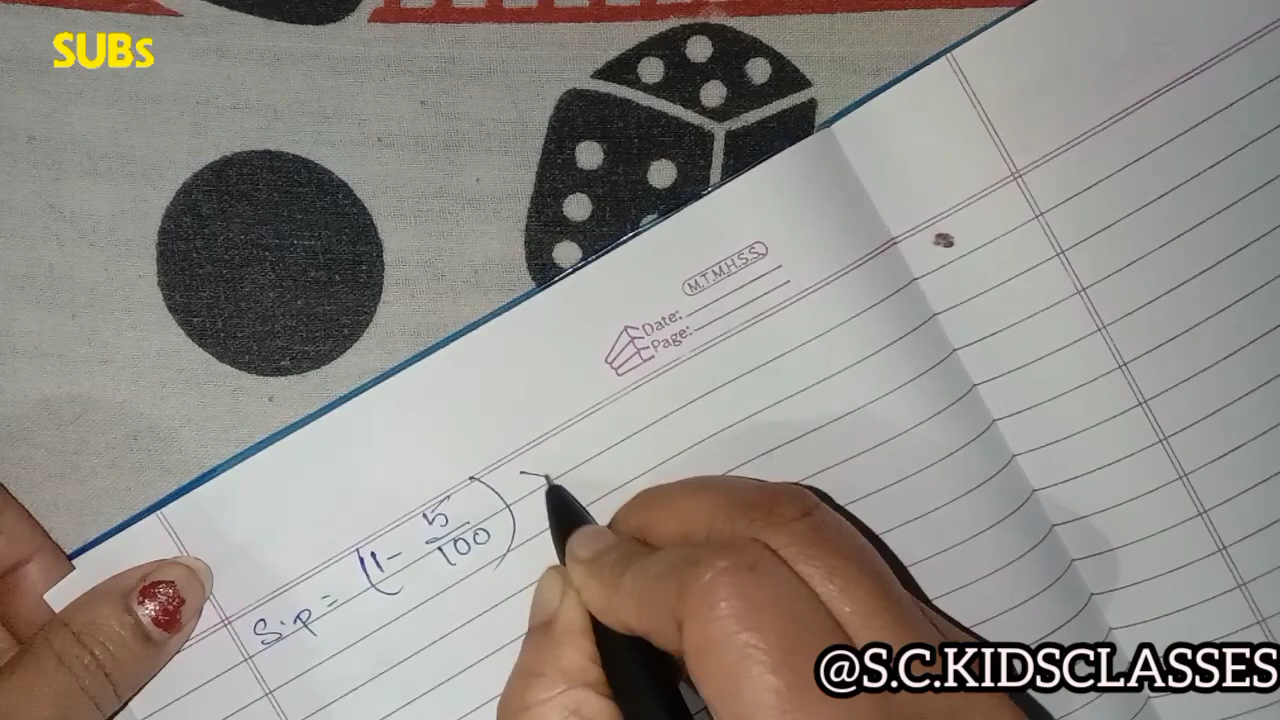 SUBs
M.T.M.H.S.S.
Date:
Page:
S.P = (1 - 5/100)
@S.C.KIDSCLASSES